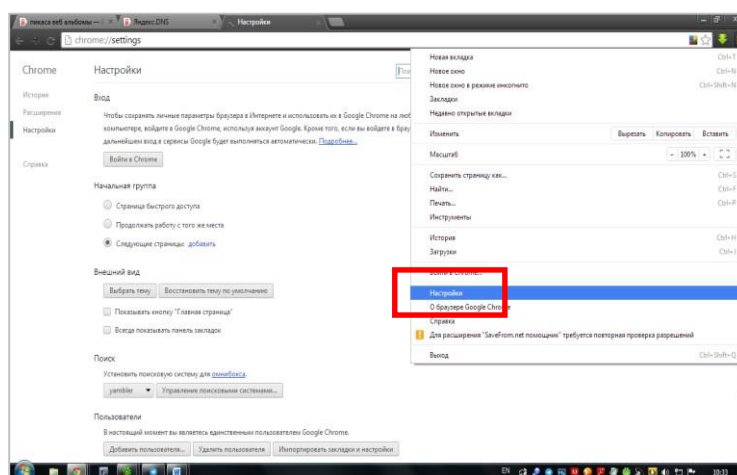 пикаса веб альбомы —
Яндекс.DNS
Настройки
chrome://settings
Chrome
История
Расширения
Настройки
Справка
Настройки
Вход
Чтобы сохранять личные параметры браузера в Интернете и использовать их в Google Chrome на
компьютере, войдите в Google Chrome, используя аккаунт Google. Кроме того, если вы войдете в
дальнейшем вход в сервисы Google будет выполняться автоматически. Подробнее...
Войти в Chrome
Начальная группа
Страница быстрого доступа
Продолжать работу с того же места
Следующие страницы: добавить
Внешний вид
Выбрать тему Восстановить тему по умолчанию
Показывать кнопку "Главная страница"
Всегда показывать панель закладок
Поиск
Установить поисковую систему для омнибокса.
yambler Управление поисковыми системами...
Пользователи
В настоящий момент вы являетесь единственным пользователем Google Chrome.
Добавить пользователя... Удалить пользователя Импортировать закладки и настройки
Новая вкладка Ctrl+T
Новое окно Ctrl+N
Новое окно в режиме инкогнито Ctrl+Shift+N
Закладки
Недавно открытые вкладки
Изменить Вырезать Копировать Вставить
Масштаб - 100% +
Сохранить страницу как... Ctrl+S
Найти... Ctrl+F
Печать... Ctrl+P
Инструменты
История Ctrl+H
Загрузки Ctrl+J
Войти в Chrome...
Настройки
О браузере Google Chrome
Справка
Для расширения "SaveFrom.net помощник" требуется повторная проверка разрешений
Выход Ctrl+Shift+Q
EN 10:33